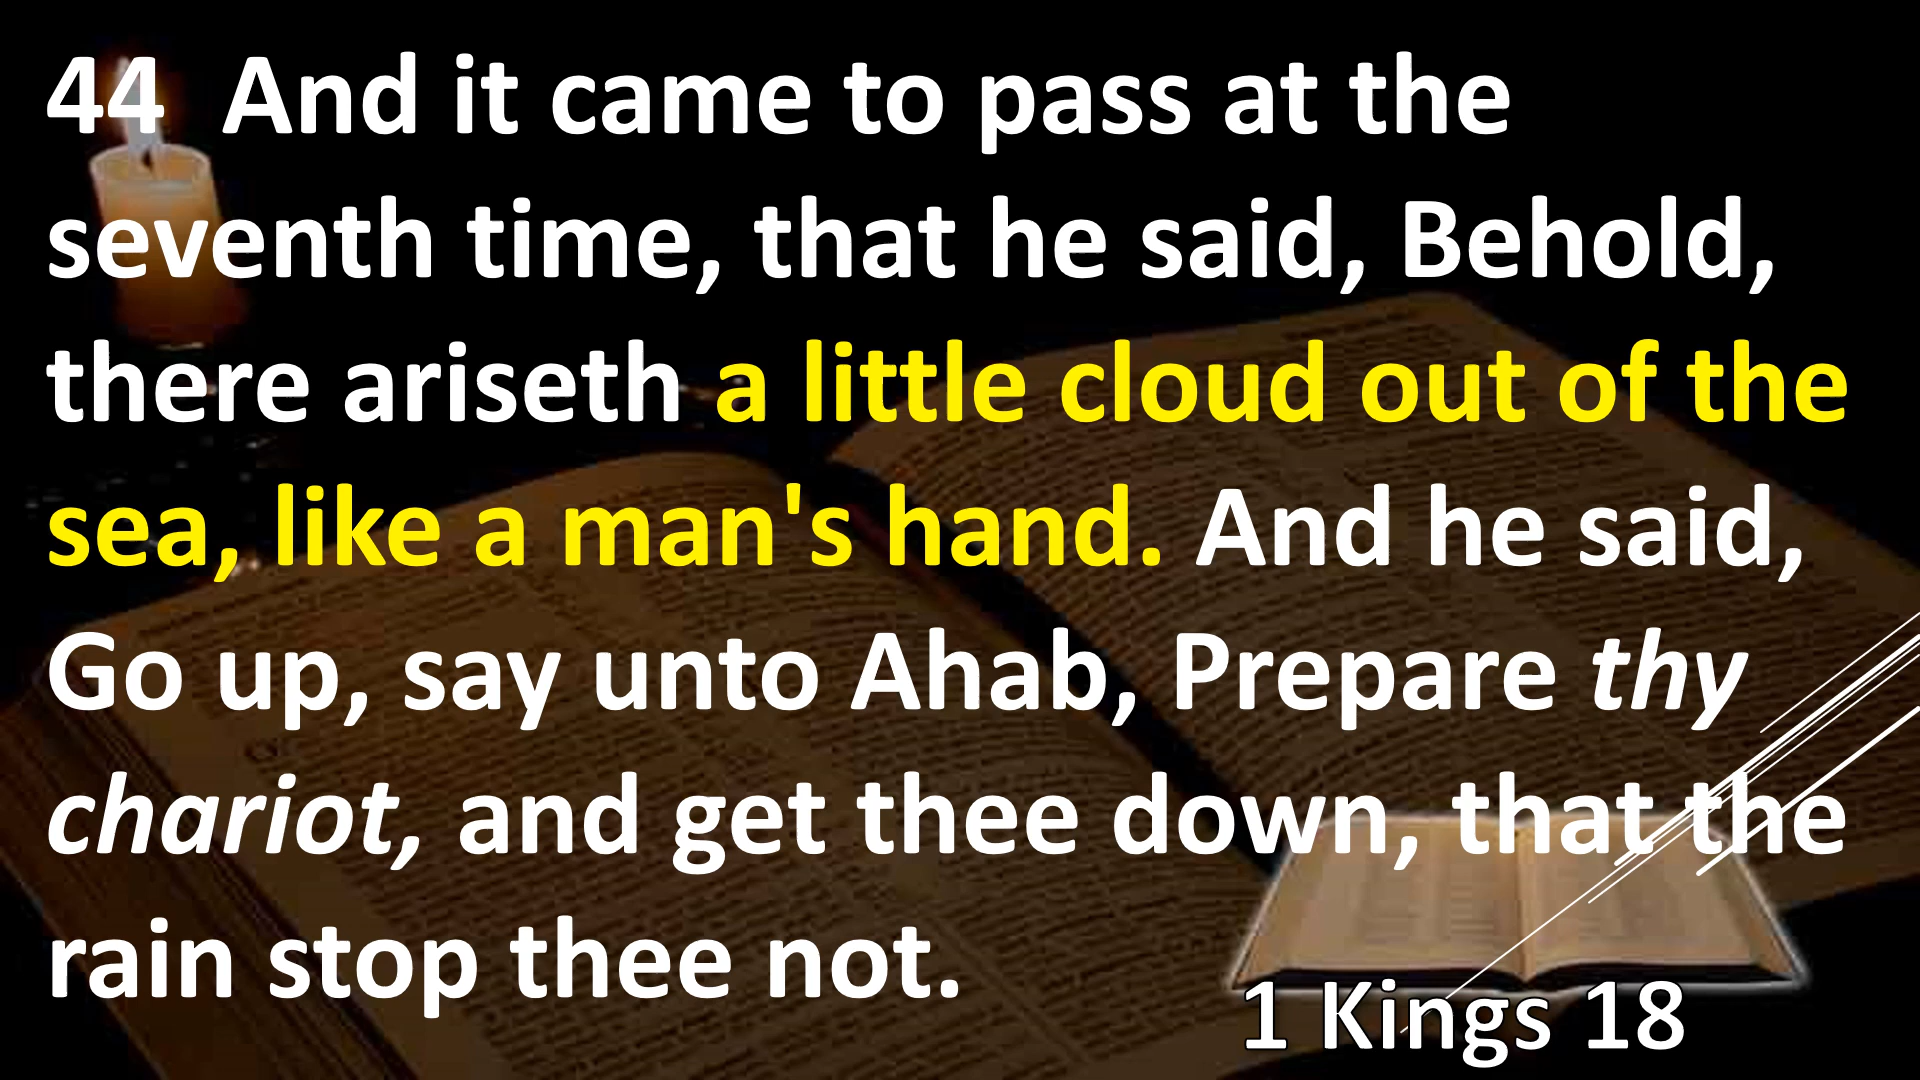 44  And it came to pass at the
seventh time, that he said, Behold,
there ariseth a little cloud out of the
sea, like a man's hand. And he said,
Go up, say unto Ahab, Prepare thy
chariot, and get thee down, that the
rain stop thee not.
1 Kings 18